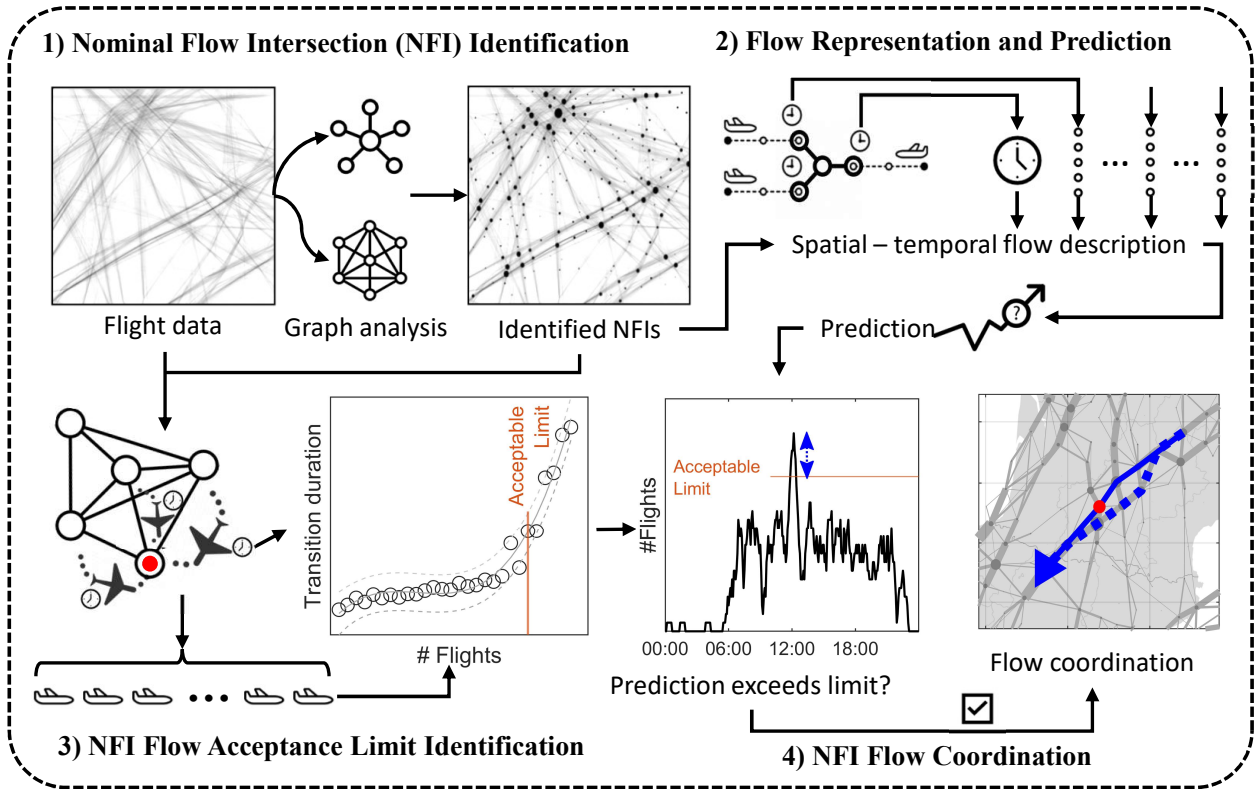 1) Nominal Flow Intersection (NFI) Identification
Flight data
Graph analysis
Identified NFIs
2) Flow Representation and Prediction
Spatial – temporal flow description
Prediction
?
Transition duration
Acceptable
Limit
# Flights
3) NFI Flow Acceptance Limit Identification
#Flights
Acceptable
Limit
00:00
06:00
12:00
18:00
Prediction exceeds limit?
Flow coordination
4) NFI Flow Coordination